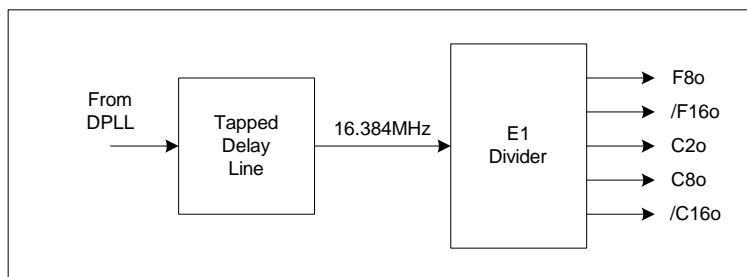 From
DPLL
Tapped
Delay
Line
16.384MHz
E1
Divider
F8o
/F16o
C2o
C8o
/C16o